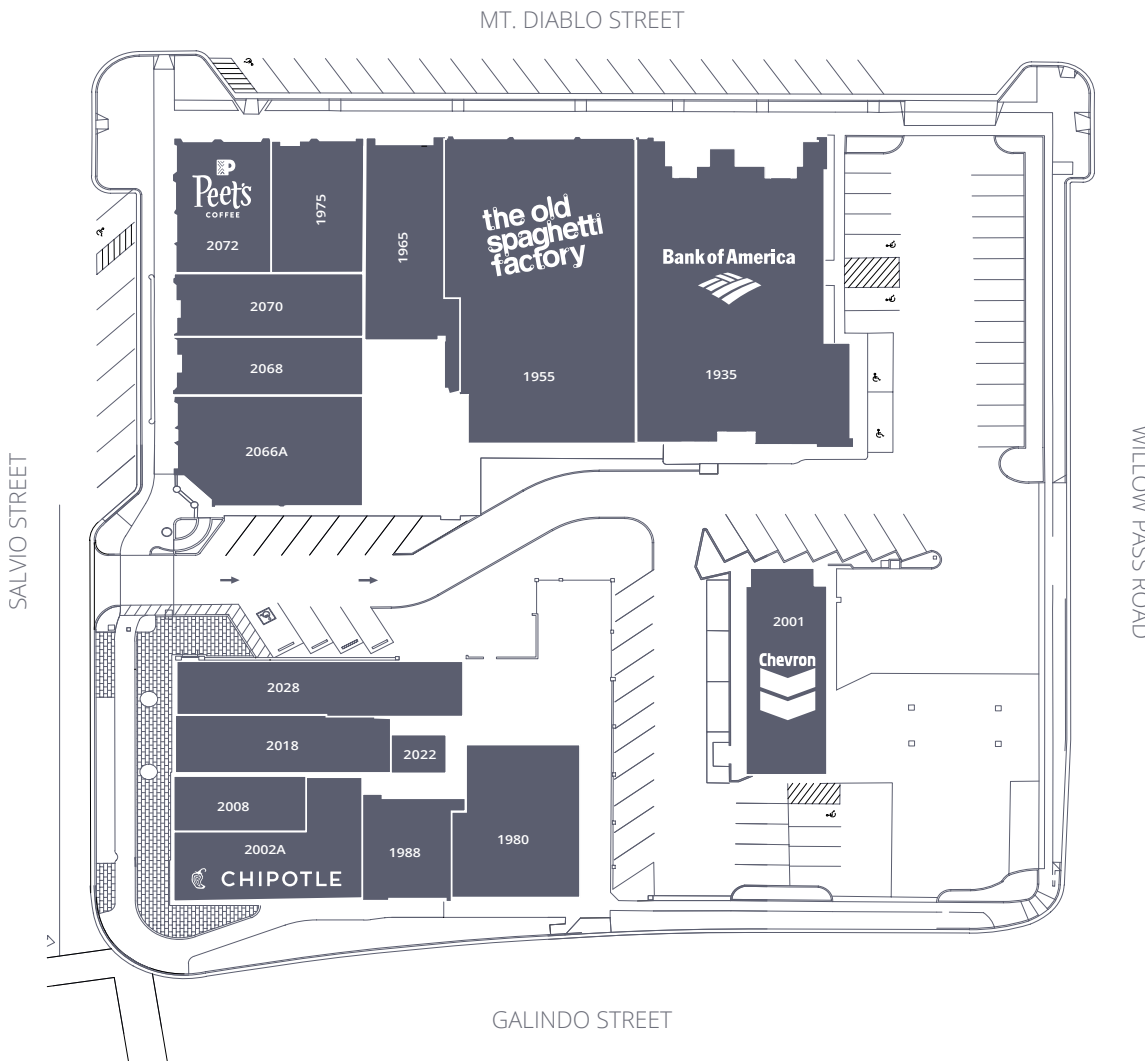 MT. DIABLO STREET
Peet's
COFFEE
2072
1975
1965
the old
spaghetti
factory
1955
Bank of America
1935
2070
2068
2066A
SALVIO STREET
WILLOW PASS ROAD
2001
Chevron
2028
2018
2022
2008
2002A
CHIPOTLE
1988
1980
GALINDO STREET